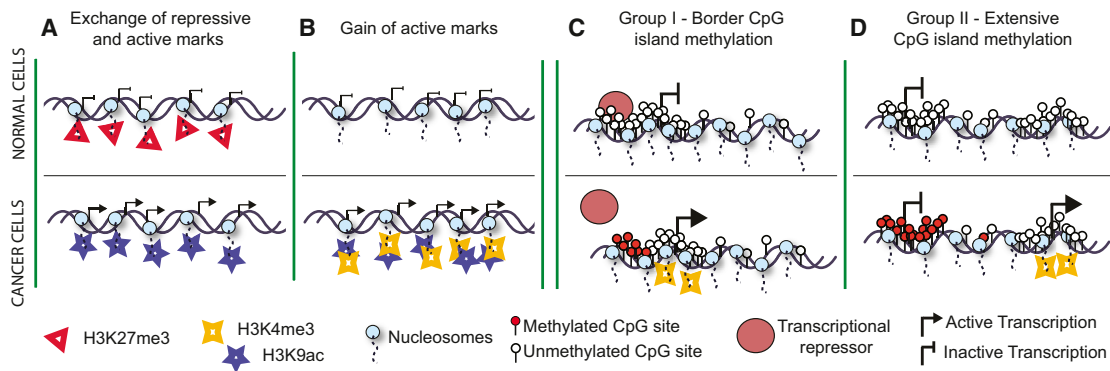 A
Exchange of repressive
and active marks
B
Gain of active marks
C
Group I - Border CpG
island methylation
D
Group II - Extensive
CpG island methylation
NORMAL CELLS
CANCER CELLS
H3K27me3
H3K4me3
H3K9ac
Nucleosomes
Methylated CpG site
Unmethylated CpG site
Transcriptional
repressor
Active Transcription
Inactive Transcription